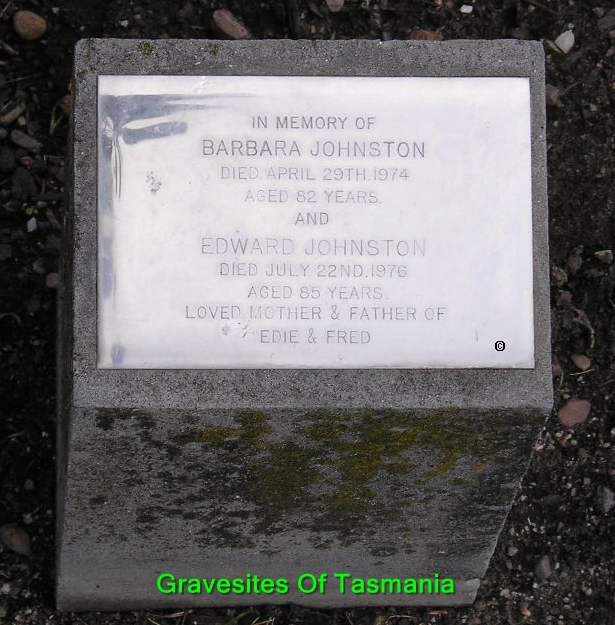 IN MEMORY OF
BARBARA JOHNSTON
DIED APRIL 29TH.1974
AGED 82 YEARS.
AND
EDWARD JOHNSTON
DIED JULY 22ND.1976
AGED 85 YEARS.
LOVED MOTHER & FATHER OF
EDIE & FRED
©
Gravesites Of Tasmania